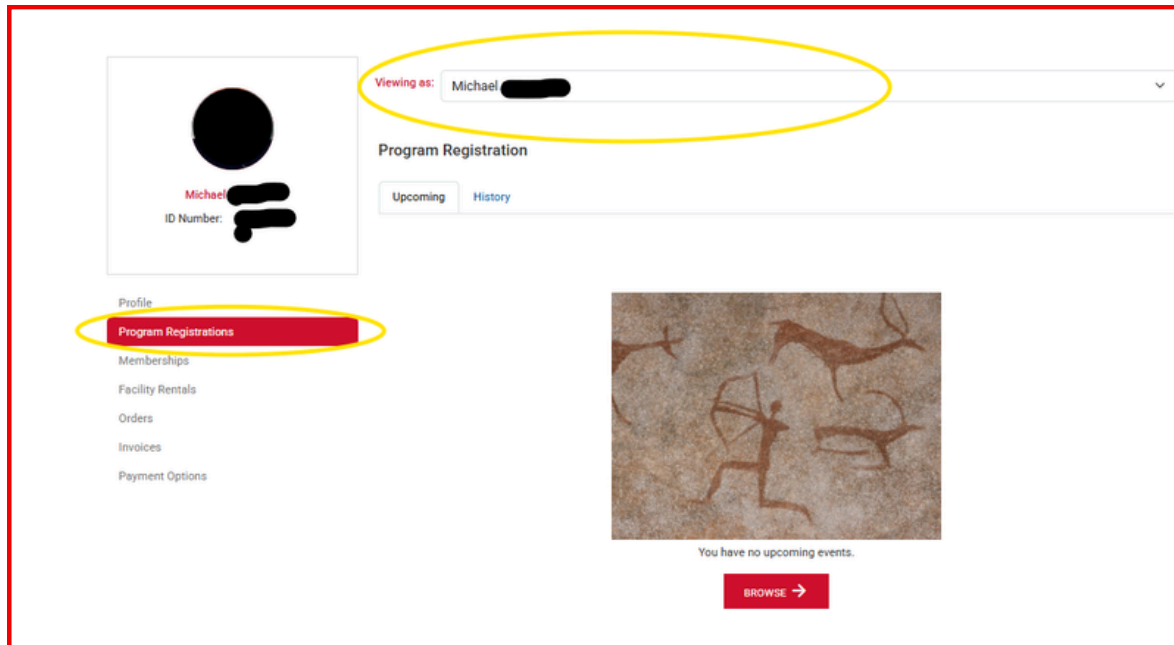 Viewing as:
Michael
Michael
ID Number:
Program Registration
Upcoming
History
Profile
Program Registrations
Memberships
Facility Rentals
Orders
Invoices
Payment Options
You have no upcoming events.
BROWSE →